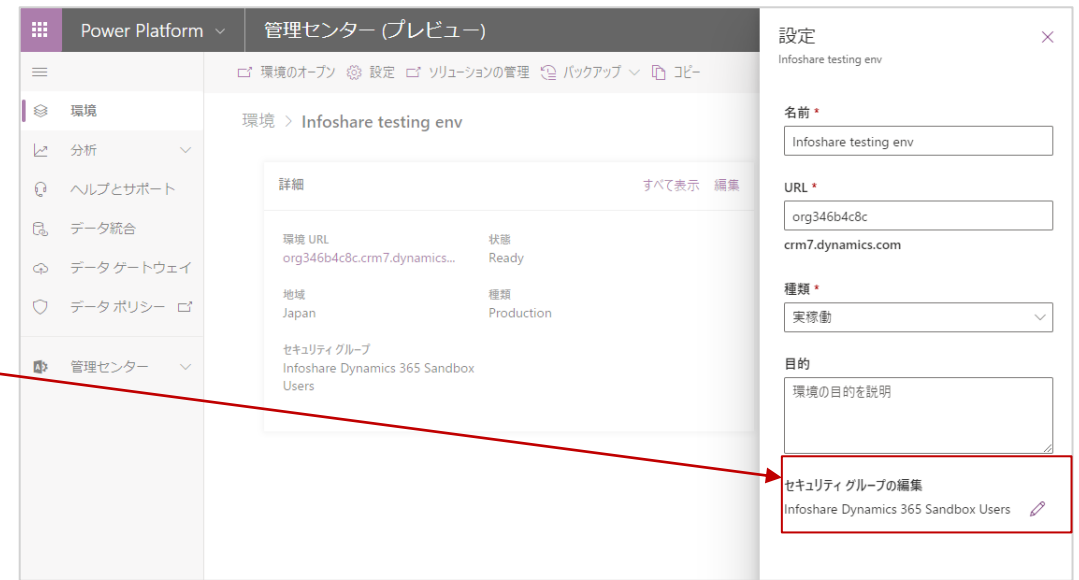 Power Platform
管理センター (プレビュー)
環境のオープン 設定 ソリューションの管理 バックアップ コピー
環境
分析
ヘルプとサポート
データ統合
データ ゲートウェイ
データ ポリシー
管理センター
環境 > Infoshare testing env
詳細
すべて表示 編集
環境 URL
org346b4c8c.crm7.dynamics...
状態
Ready
地域
Japan
種類
Production
セキュリティ グループ
Infoshare Dynamics 365 Sandbox
Users
設定
Infoshare testing env
名前 *
Infoshare testing env
URL *
org346b4c8c
crm7.dynamics.com
種類 *
実稼働
目的
環境の目的を説明
セキュリティ グループの編集
Infoshare Dynamics 365 Sandbox Users